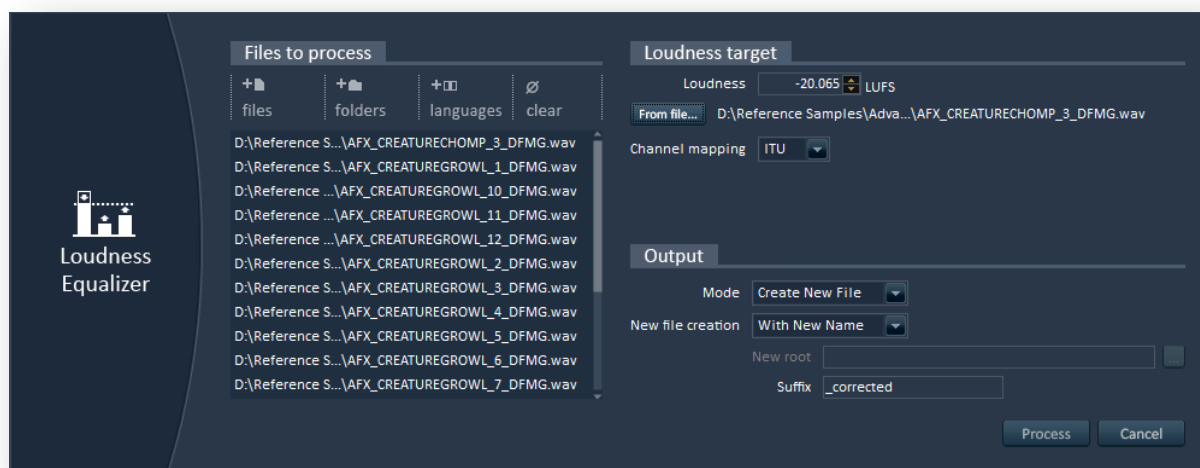 Loudness
Equalizer
Files to process
files
folders
languages
clear
D:\Reference S...\AFX_CREATURECHOMP_3_DFMG.wav
D:\Reference S...\AFX_CREATUREGROWL_1_DFMG.wav
D:\Reference ...\AFX_CREATUREGROWL_10_DFMG.wav
D:\Reference ...\AFX_CREATUREGROWL_11_DFMG.wav
D:\Reference ...\AFX_CREATUREGROWL_12_DFMG.wav
D:\Reference S...\AFX_CREATUREGROWL_2_DFMG.wav
D:\Reference S...\AFX_CREATUREGROWL_3_DFMG.wav
D:\Reference S...\AFX_CREATUREGROWL_4_DFMG.wav
D:\Reference S...\AFX_CREATUREGROWL_5_DFMG.wav
D:\Reference S...\AFX_CREATUREGROWL_6_DFMG.wav
D:\Reference S...\AFX_CREATUREGROWL_7_DFMG.wav
Loudness target
Loudness -20.065 LUFS
From file... D:\Reference Samples\Adva...\AFX_CREATURECHOMP_3_DFMG.wav
Channel mapping ITU
Output
Mode Create New File
New file creation With New Name
New root ...
Suffix _corrected
Process Cancel